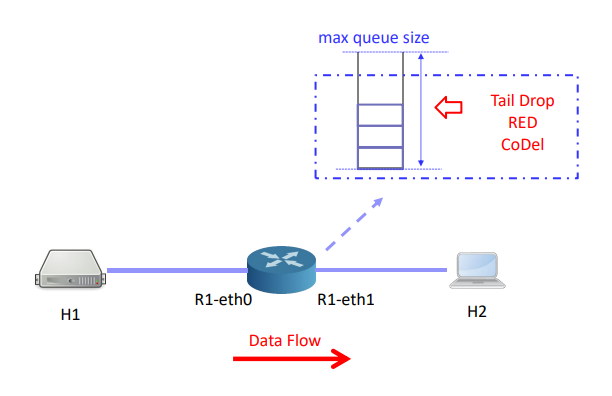 max queue size
Tail Drop
RED
CoDel
R1-eth0
R1-eth1
H1
H2
Data Flow